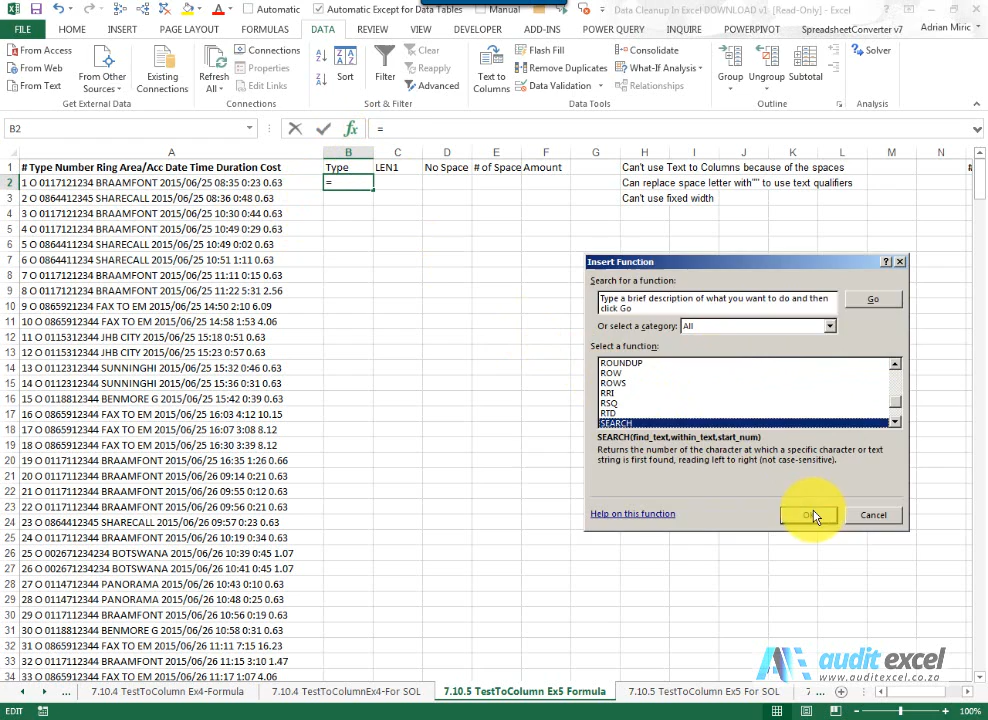 Automatic
Automatic Except for Data Tables
Manual
Data Cleanup In Excel DOWNLOAD v1. [Read-Only] - Excel
FILE HOME INSERT PAGE LAYOUT FORMULAS DATA REVIEW VIEW DEVELOPER ADD-INS POWER QUERY INQUIRE POWERPIVOT SpreadsheetConverter v7 Adrian Miric
From Access
From Web
From Text
From Other Sources
Existing Connections
Get External Data
Refresh All
Connections
Properties
Edit Links
Connections
Sort
Filter
Clear
Reapply
Advanced
Sort & Filter
Text to Columns
Flash Fill
Remove Duplicates
Data Validation
Consolidate
What-If Analysis
Relationships
Data Tools
Group
Ungroup
Subtotal
Outline
Solver
Analysis
B2 fx =
A B C D E F G H I J K L M N
1 # Type Number Ring Area/Acc Date Time Duration Cost Type LEN1 No Space # of Space Amount Can't use Text to Columns because of the spaces #
2 1 O 0117121234 BRAAMFONT 2015/06/25 08:35 0:23 0.63 = Can replace space letter with"" to use text qualifiers
3 2 O 0864412345 SHARECALL 2015/06/25 08:36 0:48 0.63 Can't use fixed width
4 3 O 0117121234 BRAAMFONT 2015/06/25 10:30 0:44 0.63
5 4 O 0117121234 BRAAMFONT 2015/06/25 10:49 0:29 0.63
6 5 O 0864411234 SHARECALL 2015/06/25 10:49 0:02 0.63
7 6 O 0864411234 SHARECALL 2015/06/25 10:51 1:11 0.63
8 7 O 0117121234 BRAAMFONT 2015/06/25 11:11 0:15 0.63
9 8 O 0117121234 BRAAMFONT 2015/06/25 11:22 5:31 2.56
10 9 O 0865921234 FAX TO EM 2015/06/25 14:50 2:10 6.09
11 10 O 0865912344 FAX TO EM 2015/06/25 14:58 1:53 4.06
12 11 O 0115312344 JHB CITY 2015/06/25 15:18 0:51 0.63
13 12 O 0115312344 JHB CITY 2015/06/25 15:23 0:57 0.63
14 13 O 0112312344 SUNNINGHI 2015/06/25 15:32 0:46 0.63
15 14 O 0112312344 SUNNINGHI 2015/06/25 15:36 0:31 0.63
16 15 O 0118812344 BENMORE G 2015/06/25 15:42 0:39 0.63
17 16 O 0865912344 FAX TO EM 2015/06/25 16:03 4:12 10.15
18 17 O 0865912344 FAX TO EM 2015/06/25 16:07 3:08 8.12
19 18 O 0865912344 FAX TO EM 2015/06/25 16:30 3:39 8.12
20 19 O 0117112344 BRAAMFONT 2015/06/25 16:35 1:26 0.66
21 20 O 0117112344 BRAAMFONT 2015/06/26 09:14 0:21 0.63
22 21 O 0117112344 BRAAMFONT 2015/06/26 09:55 0:12 0.63
23 22 O 0117112344 BRAAMFONT 2015/06/26 09:56 0:21 0.63
24 23 O 0864412345 SHARECALL 2015/06/26 09:57 0:23 0.63
25 24 O 0117112344 BRAAMFONT 2015/06/26 10:19 0:34 0.63
26 25 O 002671234234 BOTSWANA 2015/06/26 10:39 0:45 1.07
27 26 O 002671234234 BOTSWANA 2015/06/26 10:42 0:45 1.07
28 27 O 0114712344 PANORAMA 2015/06/26 10:43 0:10 0.63
29 28 O 0114712344 PANORAMA 2015/06/26 10:48 0:25 0.63
30 29 O 0117112344 BRAAMFONT 2015/06/26 10:56 0:19 0.63
31 30 O 0118812344 BENMORE G 2015/06/26 10:58 0:31 0.63
32 31 O 0865912344 FAX TO EM 2015/06/26 11:11 7:15 16.23
33 32 O 0117112344 BRAAMFONT 2015/06/26 11:15 3:10 1.47
34 33 O 0865912344 FAX TO EM 2015/06/26 11:17 1:07 4.06
Insert Function
Search for a function:
Type a brief description of what you want to do and then
click Go
Go
Or select a category: All
Select a function:
ROUNDUP
ROW
ROWS
RRI
RSQ
RTD
SEARCH
SEARCH(find_text,within_text,start_num)
Returns the number of the character at which a specific character or text
string is first found, reading left to right (not case-sensitive).
Help on this function OK Cancel
audit excel
www.auditexcel.co.za
... 7.10.4 TestToColumn Ex4-Formula 7.10.4 TestToColumnEx4-For SOL 7.10.5 TestToColumn Ex5 Formula 7.10.5 TestToColumn Ex5 For SOL 7 ...
EDIT 100%